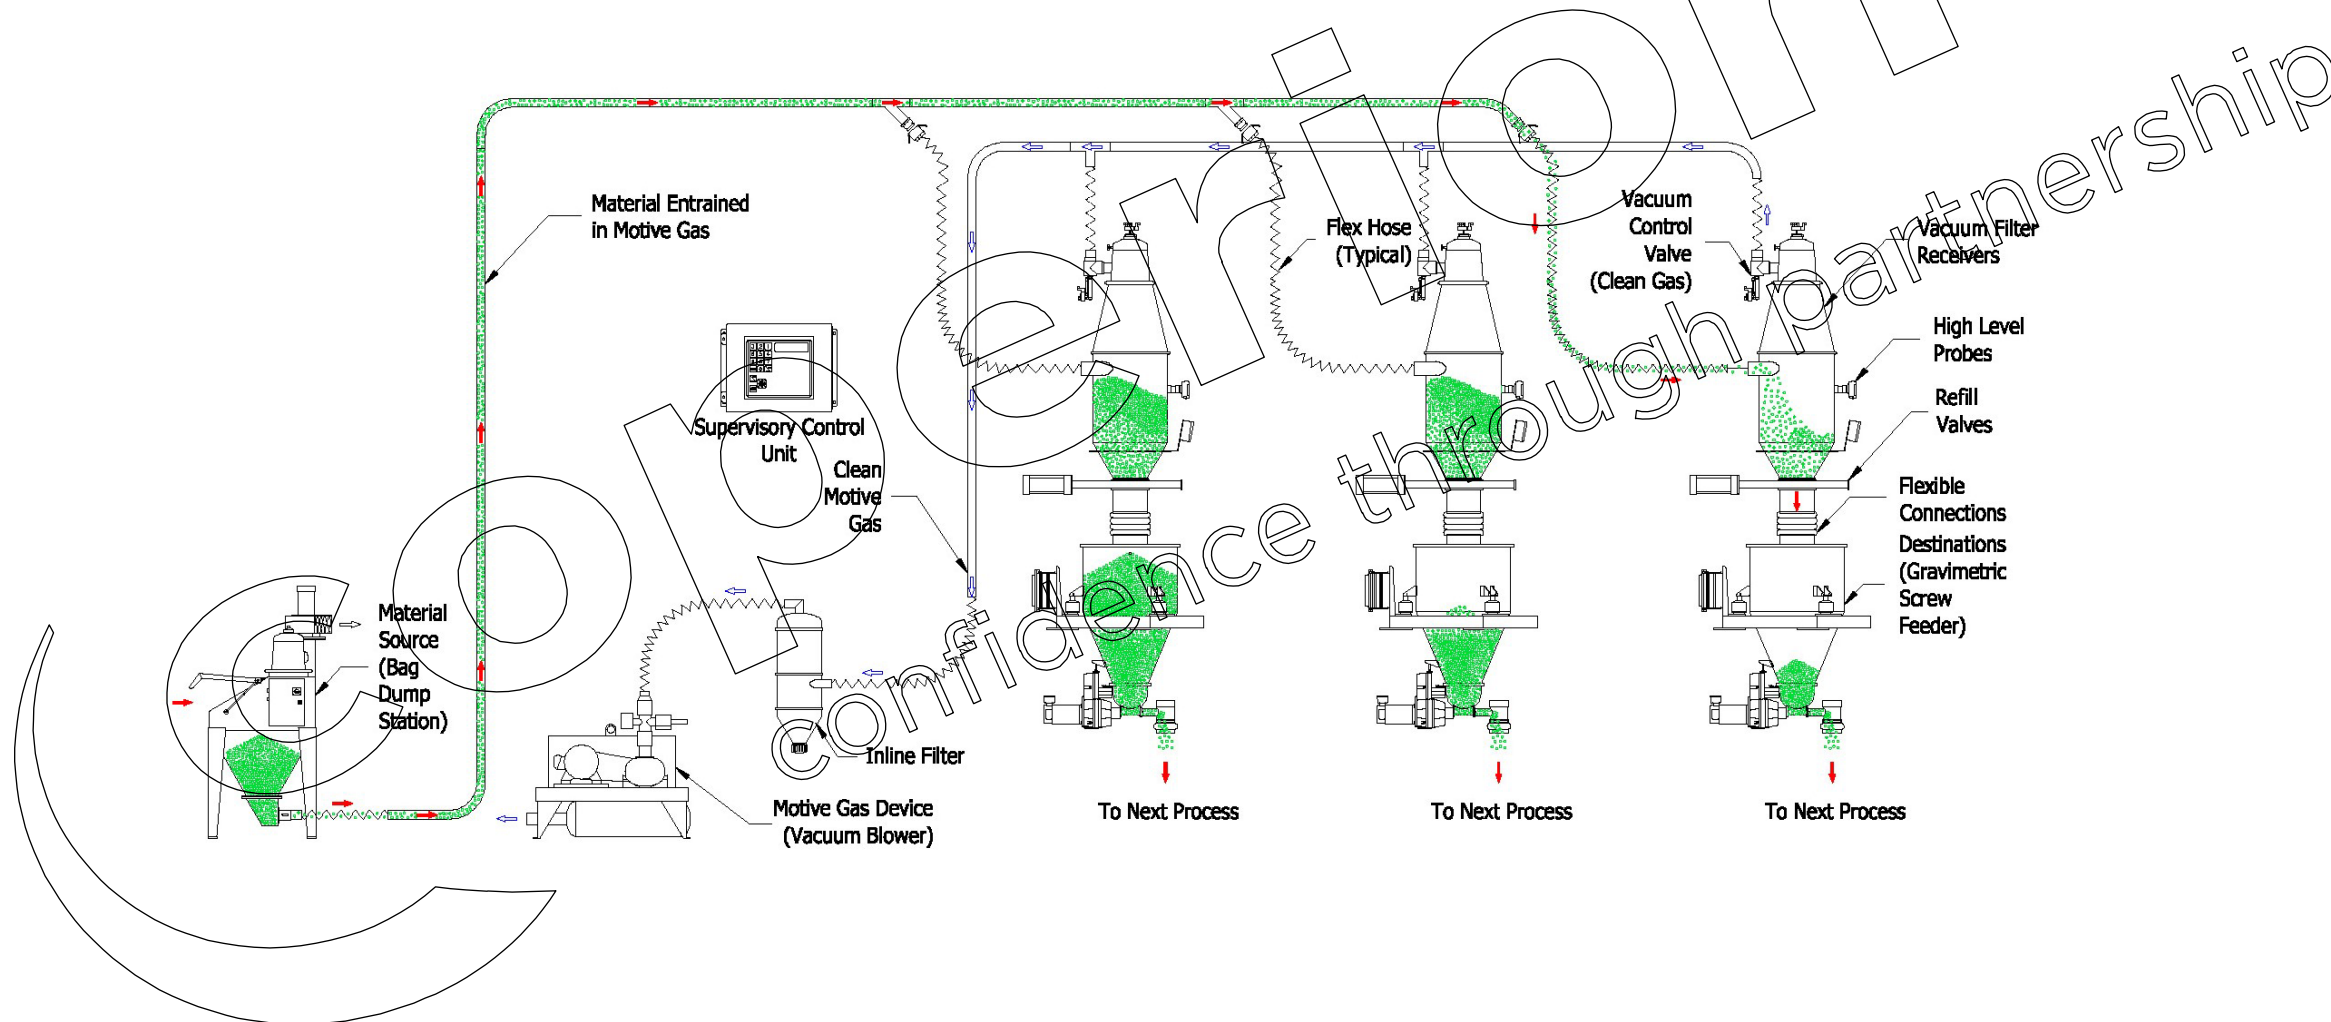 Material Entrained
in Motive Gas
Flex Hose
(Typical)
Vacuum
Control
Valve
(Clean Gas)
Vacuum Filter
Receivers
High Level
Probes
Refill
Valves
Flexible
Connections
Destinations
(Gravimetric
Screw
Feeder)
Supervisory Control
Unit
Clean
Motive
Gas
Material
Source
(Bag
Dump
Station)
Inline Filter
Motive Gas Device
(Vacuum Blower)
To Next Process
To Next Process
To Next Process
Coperion
confidence through partnership